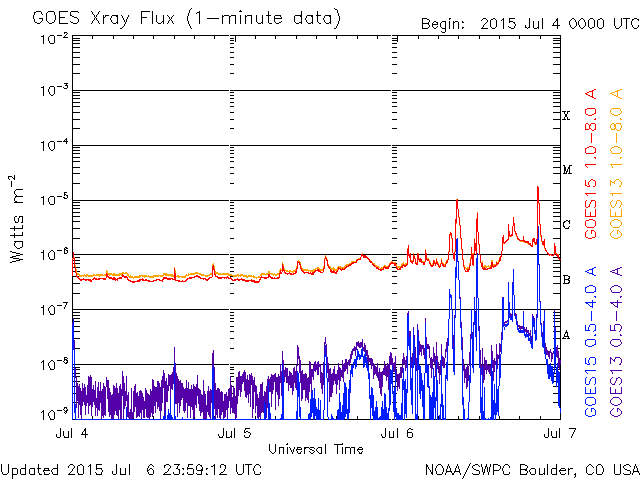 GOES Xray Flux (1-minute data)
Begin: 2015 Jul 4 0000 UTC
10^-2
10^-3
10^-4
10^-5
10^-6
10^-7
10^-8
10^-9
Watts m^-2
X
M
C
B
A
GOES15 1.0-8.0 A
GOES13 1.0-8.0 A
GOES15 0.5-4.0 A
GOES13 0.5-4.0 A
Jul 4
Jul 5
Jul 6
Jul 7
Universal Time
Updated 2015 Jul 6 23:59:12 UTC
NOAA/SWPC Boulder, CO USA